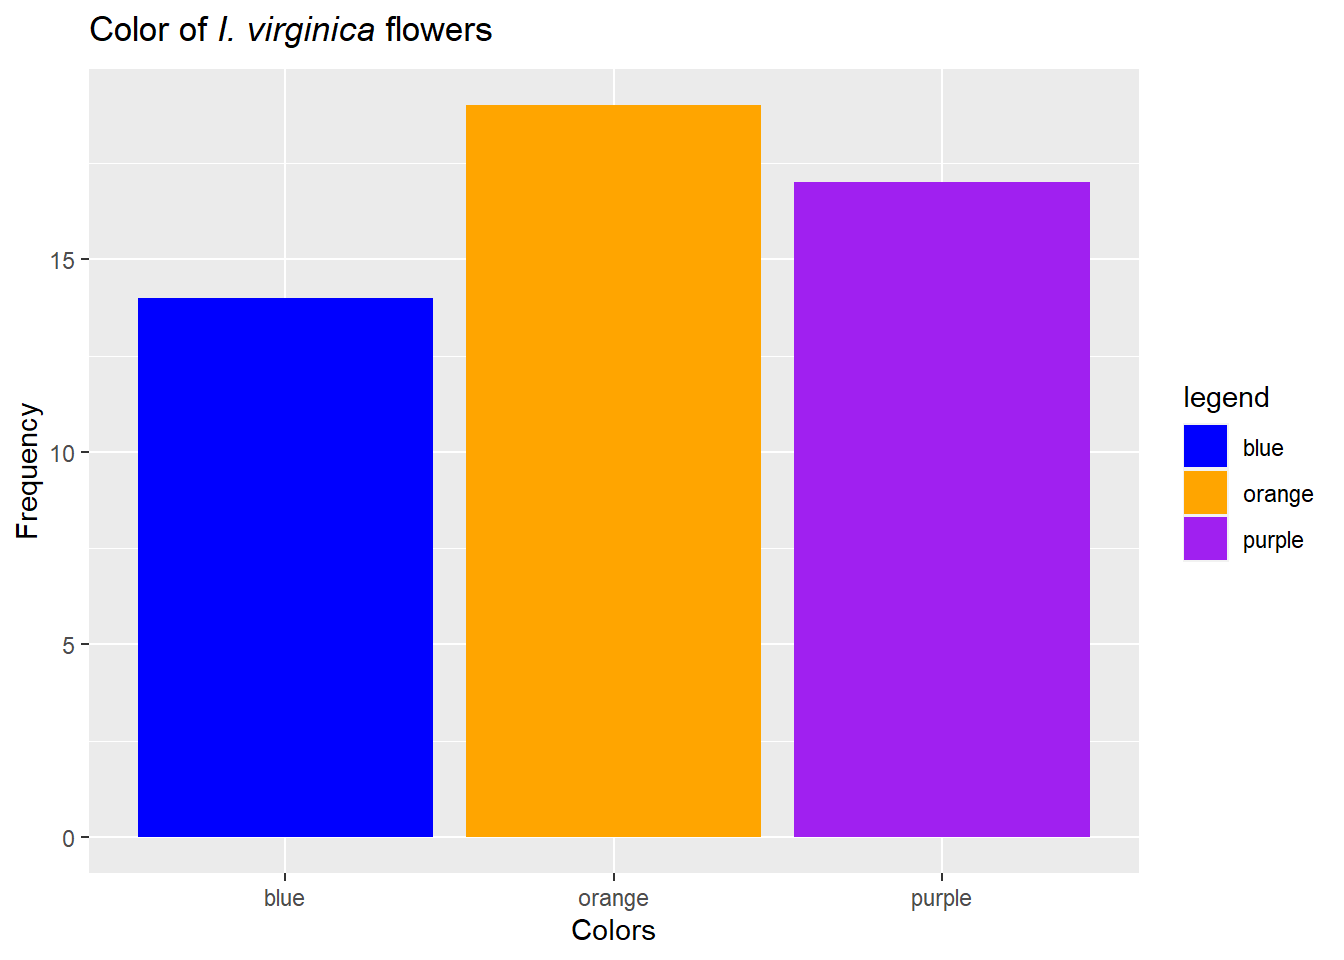 Color of I. virginica flowers
15
10
5
0
Frequency
blue
orange
purple
Colors
legend
blue
orange
purple